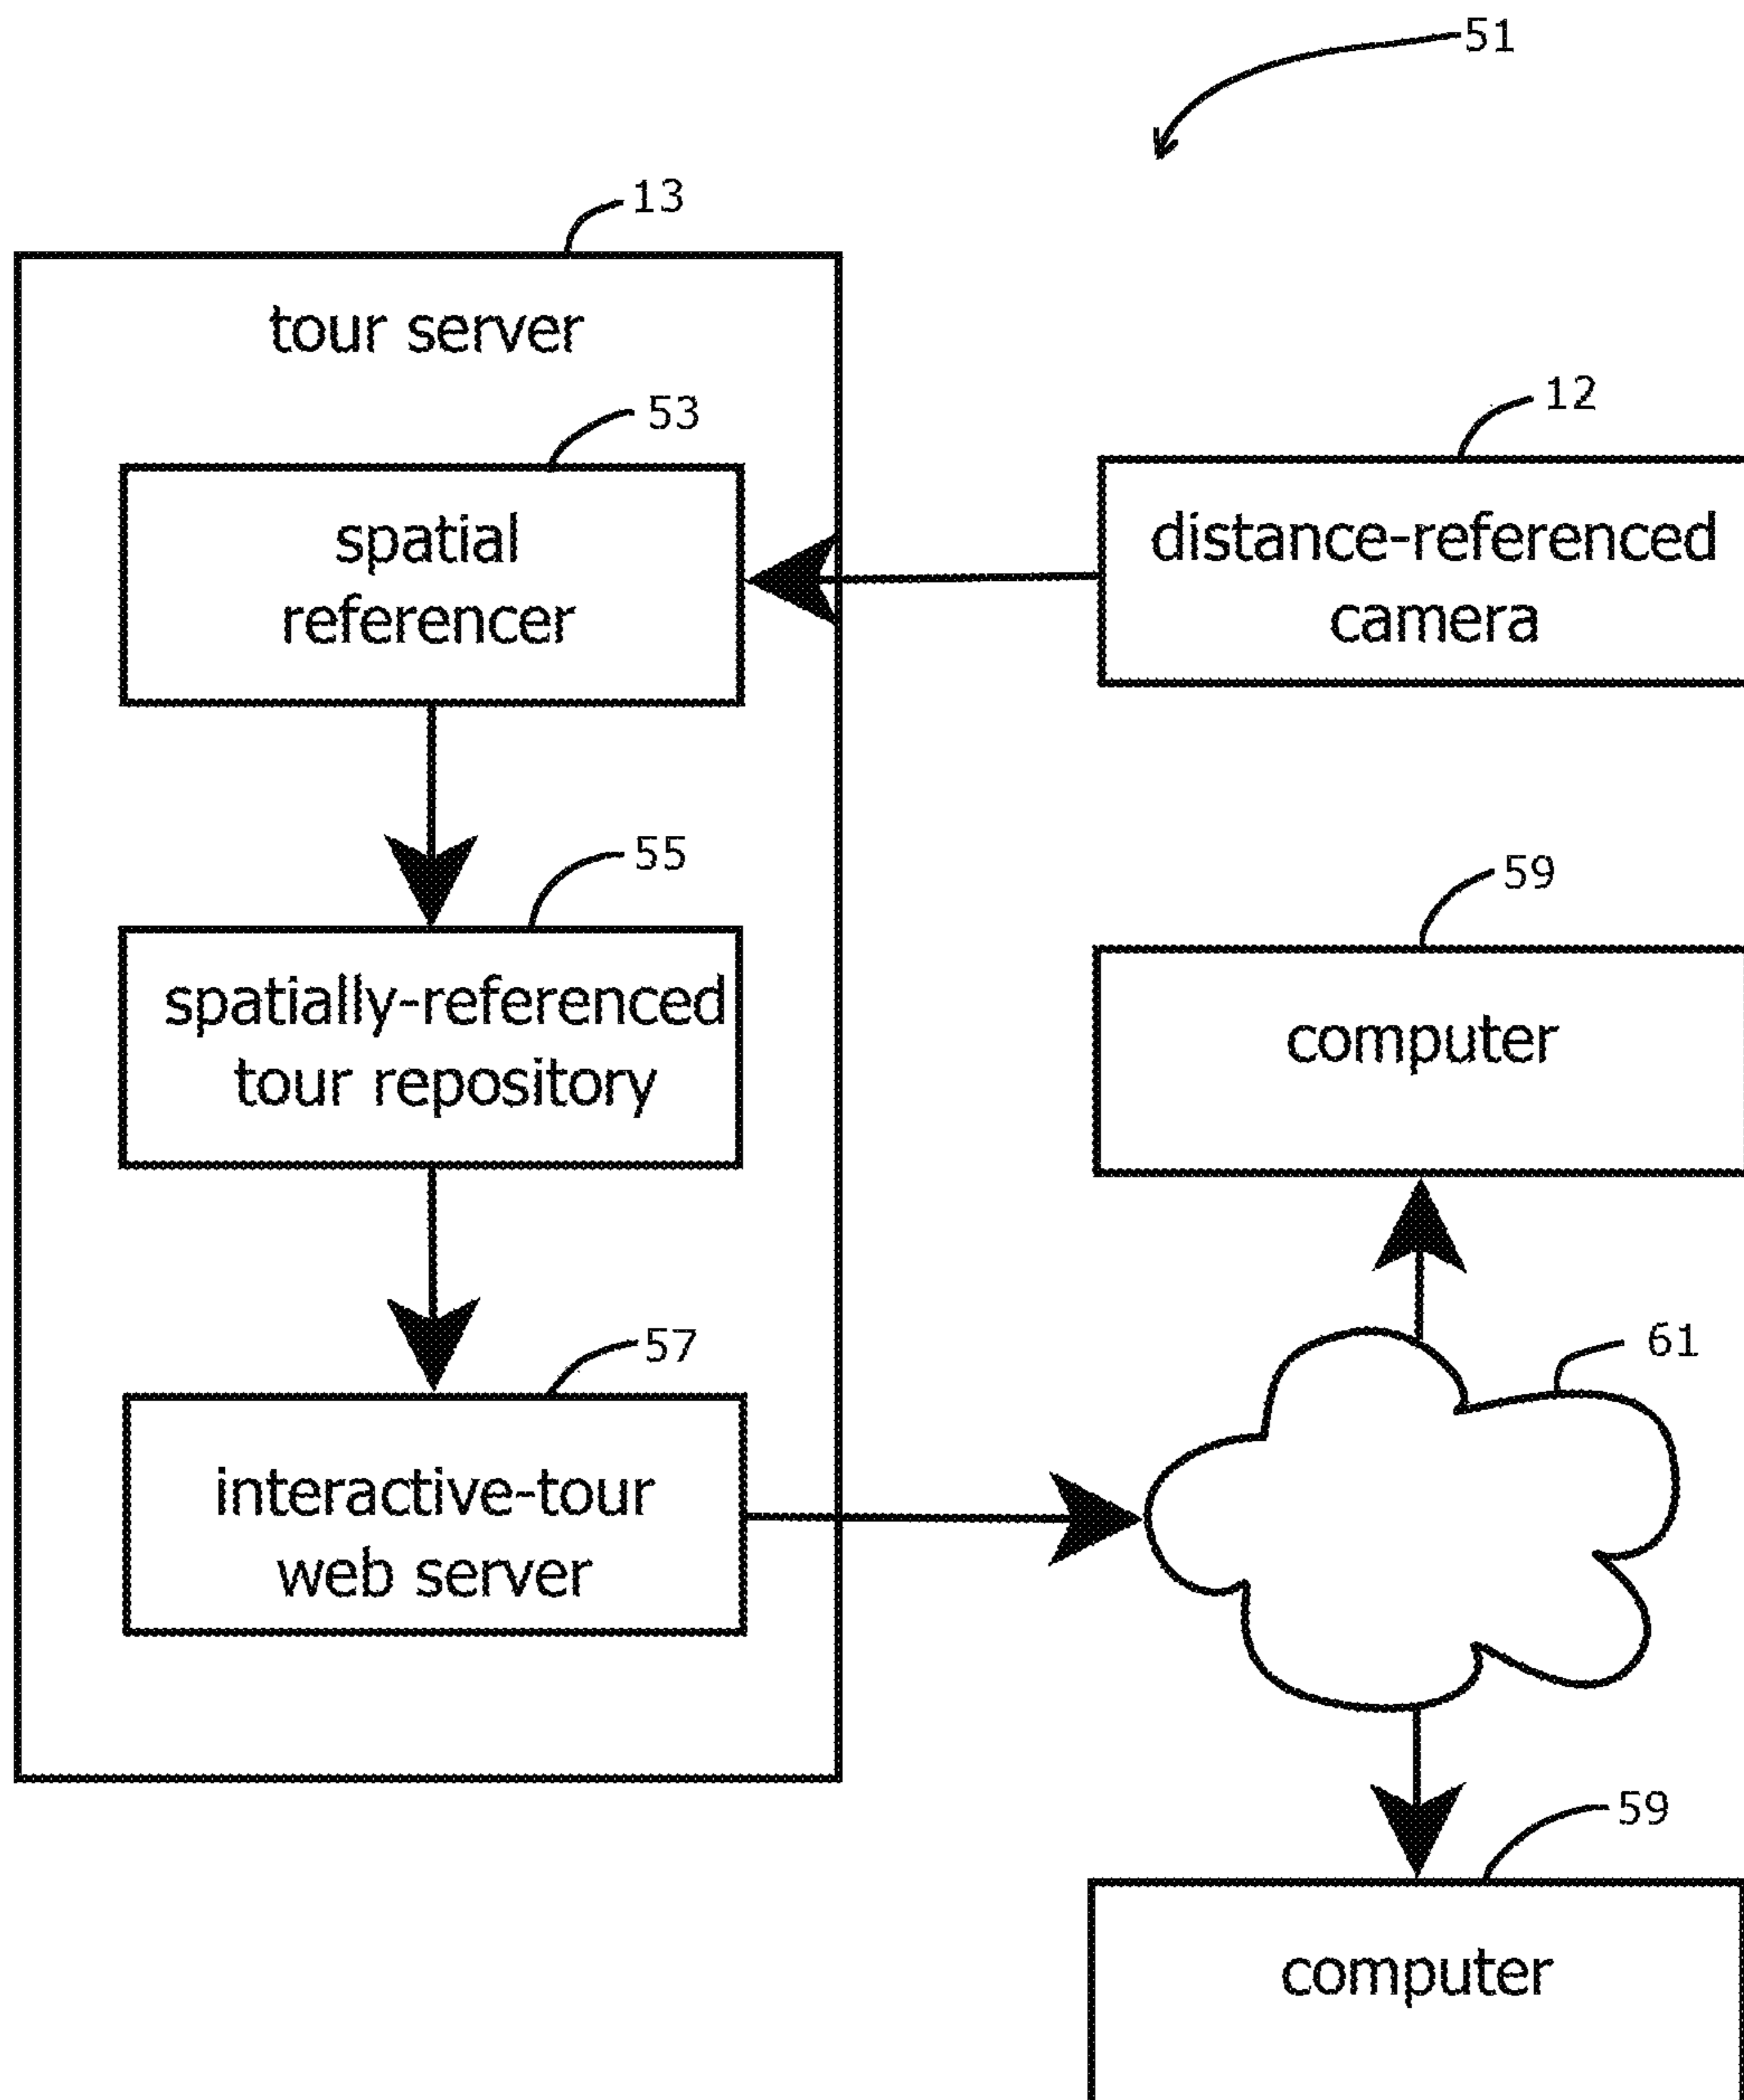 51
13
tour server
53
spatial
referencer
12
distance-referenced
camera
55
spatially-referenced
tour repository
59
computer
57
interactive-tour
web server
61
59
computer